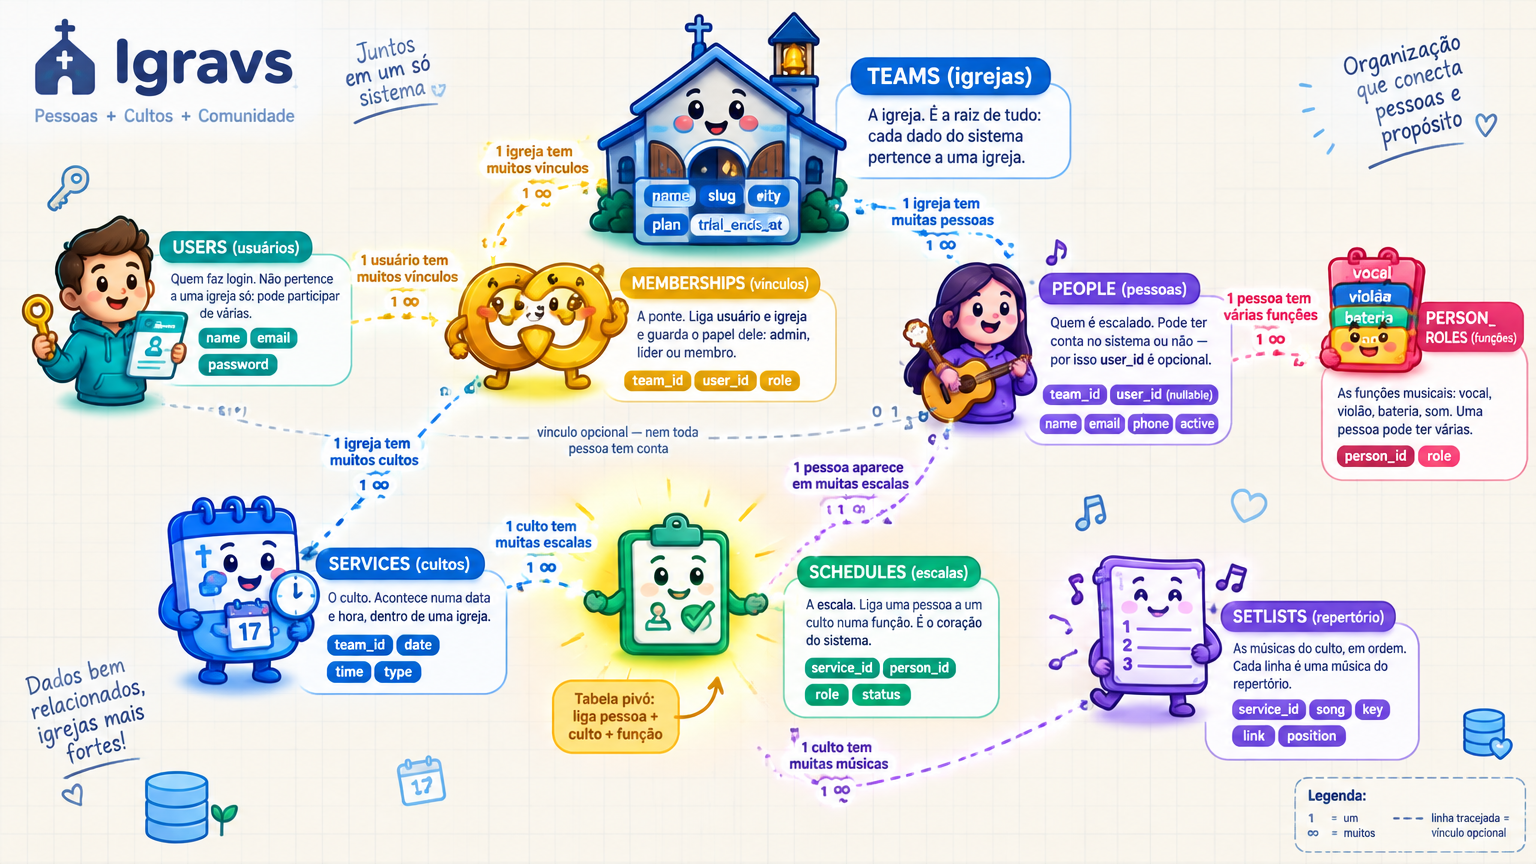 Igravs
Pessoas + Cultos + Comunidade
Juntos
em um só
sistema
TEAMS (igrejas)
A igreja. É a raiz de tudo:
cada dado do sistema
pertence a uma igreja.
name slug city
plan trial_ends_at
Organização
que conecta
pessoas e
propósito
1 igreja tem
muitos vínculos
1 ∞
1 igreja tem
muitas pessoas
1 ∞
USERS (usuários)
Quem faz login. Não pertence
a uma igreja só: pode participar
de várias.
name email
password
1 usuário tem
muitos vínculos
1 ∞
MEMBERSHIPS (vínculos)
A ponte. Liga usuário e igreja
e guarda o papel dele: admin,
líder ou membro.
team_id user_id role
PEOPLE (pessoas)
Quem é escalado. Pode ter
conta no sistema ou não —
por isso user_id é opcional.
team_id user_id (nullable)
name email phone active
1 pessoa tem
várias funções
1 ∞
vocal
violão
bateria
PERSON_
ROLES (funções)
As funções musicais: vocal,
violão, bateria, som. Uma
pessoa pode ter várias.
person_id role
0 1
vínculo opcional — nem toda
pessoa tem conta
1 igreja tem
muitos cultos
1 ∞
1 pessoa aparece
em muitas escalas
1 ∞
1 culto tem
muitas escalas
1 ∞
17
SERVICES (cultos)
O culto. Acontece numa data
e hora, dentro de uma igreja.
team_id date
time type
SCHEDULES (escalas)
A escala. Liga uma pessoa a um
culto numa função. É o coração
do sistema.
service_id person_id
role status
Tabela pivó:
liga pessoa +
culto + função
1
2
3
SETLISTS (repertório)
As músicas do culto, em ordem.
Cada linha é uma música do
repertório.
service_id song key
link position
1 culto tem
muitas músicas
1 ∞
Dados bem
relacionados,
igrejas mais
fortes!
17
Legenda:
1 = um
∞ = muitos
linha tracejada =
vínculo opcional